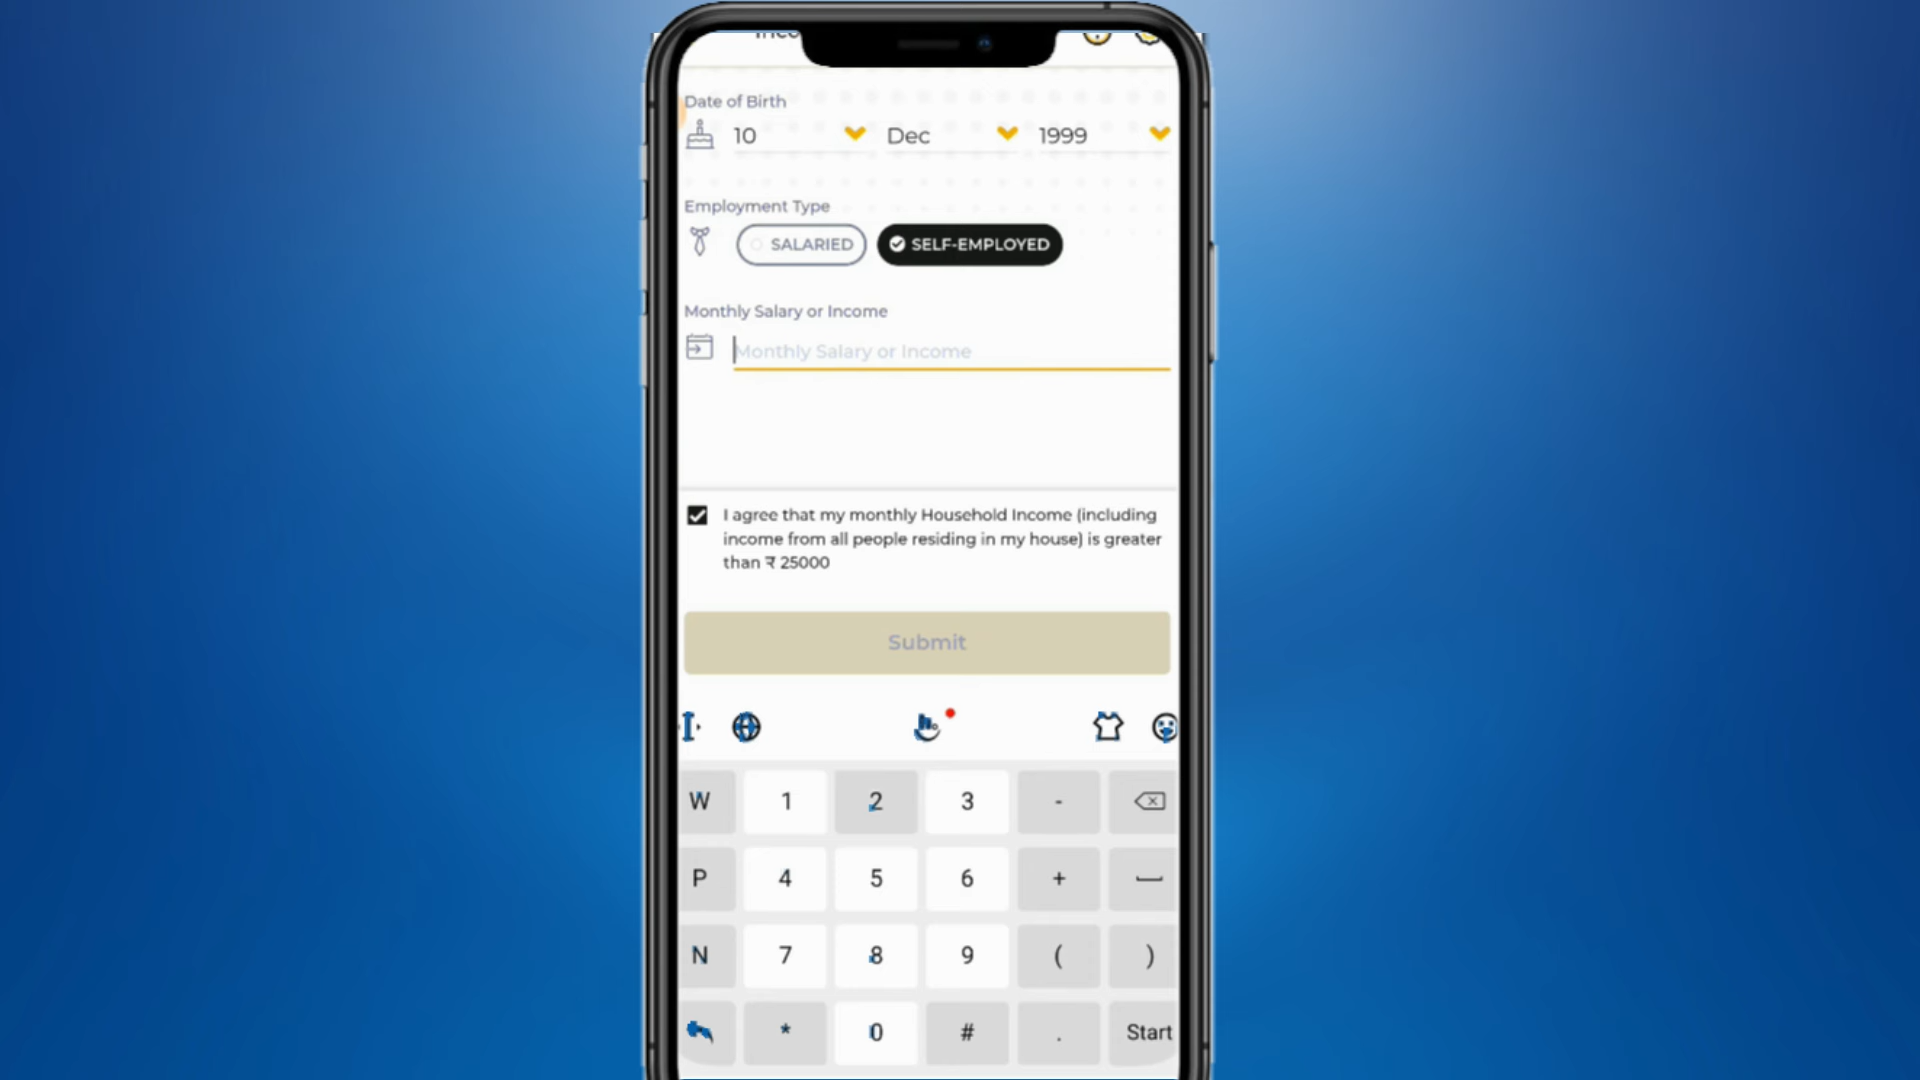 Date of Birth
10 Dec 1999
Employment Type
SALARIED SELF-EMPLOYED
Monthly Salary or Income
Monthly Salary or Income
I agree that my monthly Household Income (including
income from all people residing in my house) is greater
than ₹ 25000
Submit
W 1 2 3 -
P 4 5 6 +
N 7 8 9 ( )
* 0 # . Start